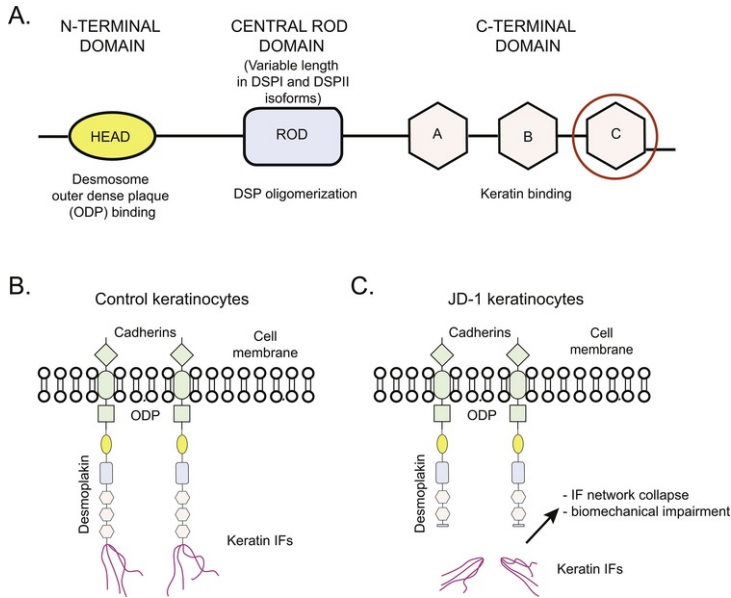 A.
N-TERMINAL
DOMAIN
CENTRAL ROD
DOMAIN
(Variable length
in DSPI and DSPII
isoforms)
C-TERMINAL
DOMAIN
HEAD
ROD
A
B
C
Desmosome
outer dense plaque
(ODP) binding
DSP oligomerization
Keratin binding
B.
Control keratinocytes
Cadherins
Cell
membrane
ODP
Desmoplakin
Keratin IFs
C.
JD-1 keratinocytes
Cadherins
Cell
membrane
ODP
Desmoplakin
- IF network collapse
- biomechanical impairment
Keratin IFs